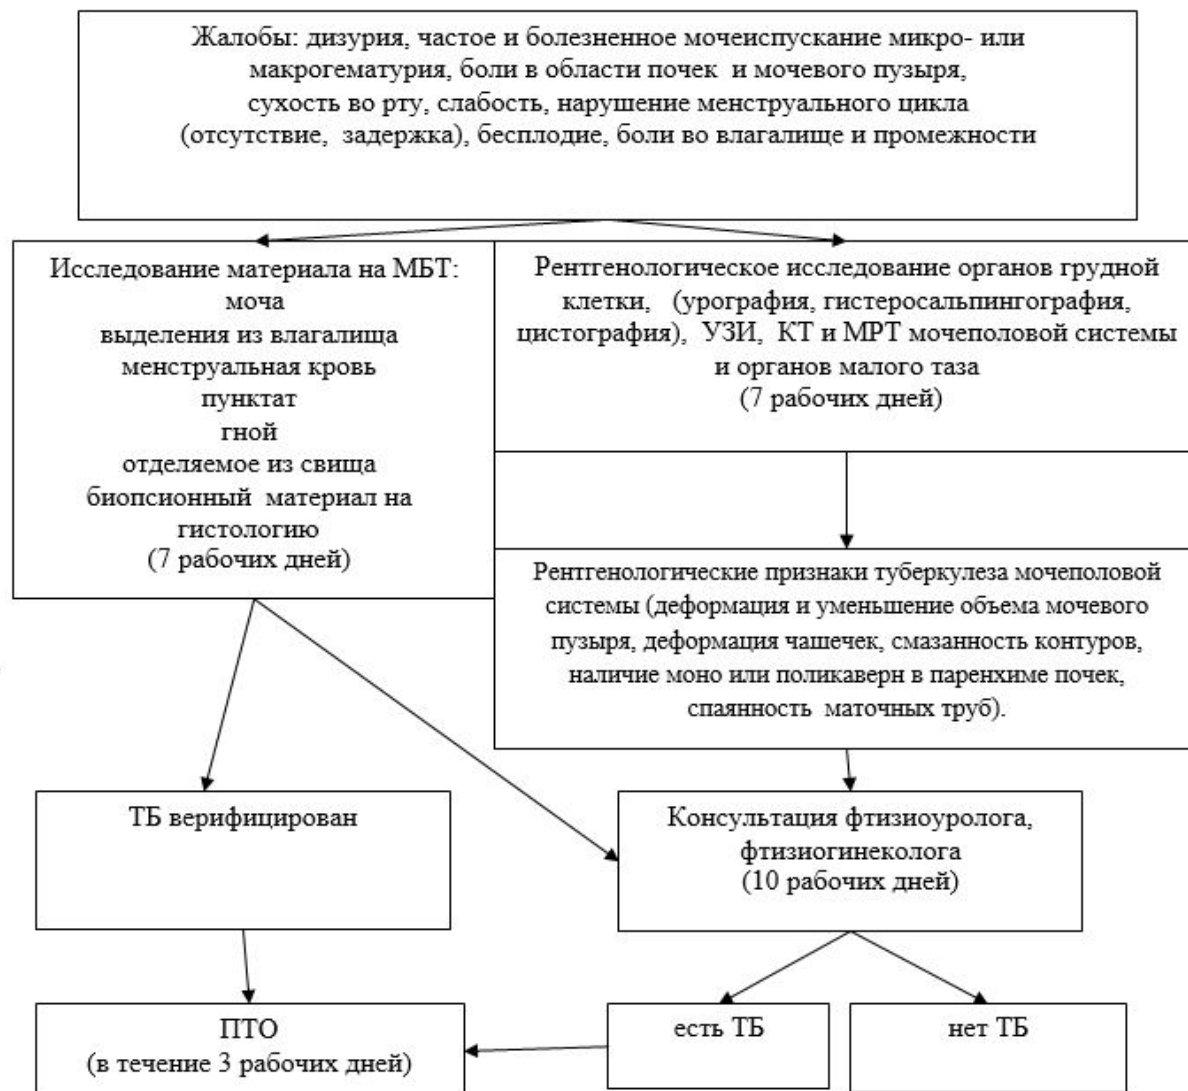 Жалобы: дизурия, частое и болезненное мочеиспускание микро- или
макрогематурия, боли в области почек и мочевого пузыря,
сухость во рту, слабость, нарушение менструального цикла
(отсутствие, задержка), бесплодие, боли во влагалище и промежности
Исследование материала на МБТ:
моча
выделения из влагалища
менструальная кровь
пунктат
гной
отделяемое из свища
биопсионный материал на
гистологию
(7 рабочих дней)
Рентгенологическое исследование органов грудной
клетки, (урография, гистеросальпингография,
цистография), УЗИ, КТ и МРТ мочеполовой системы
и органов малого таза
(7 рабочих дней)
Рентгенологические признаки туберкулеза мочеполовой
системы (деформация и уменьшение объема мочевого
пузыря, деформация чашечек, смазанность контуров,
наличие моно или поликаверн в паренхиме почек,
спаянность маточных труб).
ТБ верифицирован
Консультация фтизиоуролога,
фтизиогинеколога
(10 рабочих дней)
ПТО
(в течение 3 рабочих дней)
есть ТБ
нет ТБ